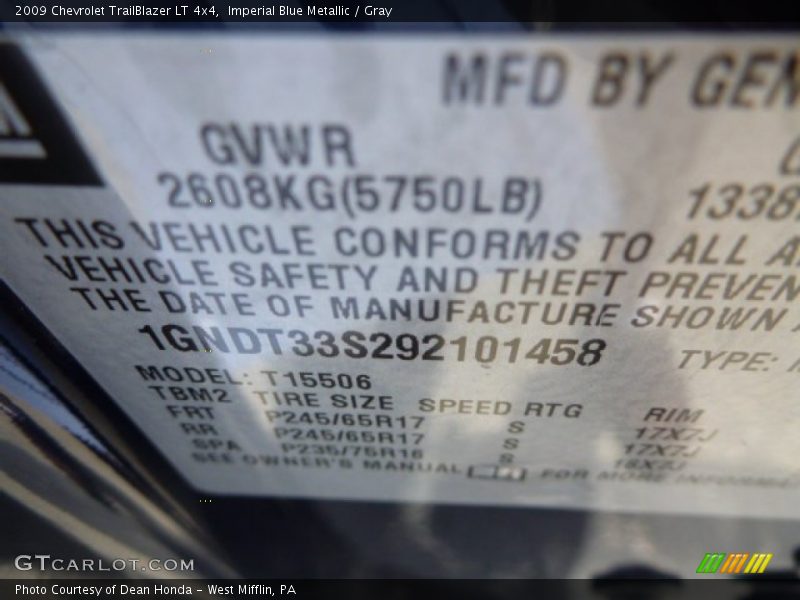 2009 Chevrolet TrailBlazer LT 4x4, Imperial Blue Metallic / Gray
MFD BY GEN
GVWR
2608KG(5750LB)
1338
THIS VEHICLE CONFORMS TO ALL A
VEHICLE SAFETY AND THEFT PREVEN
THE DATE OF MANUFACTURE SHOWN
1GNDT33S292101458
TYPE:
MODEL: T15506
TBM2 TIRE SIZE SPEED RTG RIM
FRT P245/65R17 S 17X7J
RR P245/65R17 S 17X7J
SPA P235/75R16 S 16X7J
SEE OWNER'S MANUAL FOR MORE INFORM
GTCARLOT.COM
Photo Courtesy of Dean Honda - West Mifflin, PA